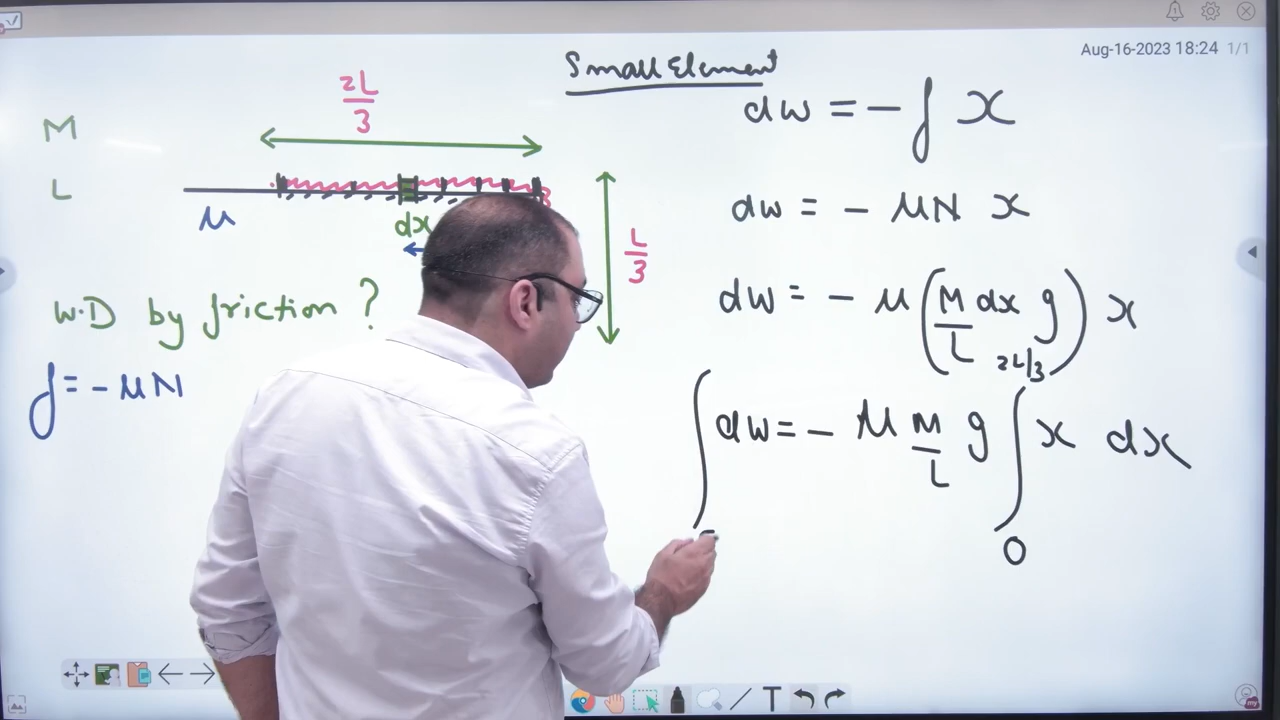 Aug-16-2023 18:24 1/1
Small Element
M
L
2L/3
μ
dx
L/3
W.D by friction ?
f = - μN
dw = - f x
dw = - μN x
dw = - μ (M/L dx g) x
∫ dw = - μ M/L g ∫ x dx
2L/3
0
T
my